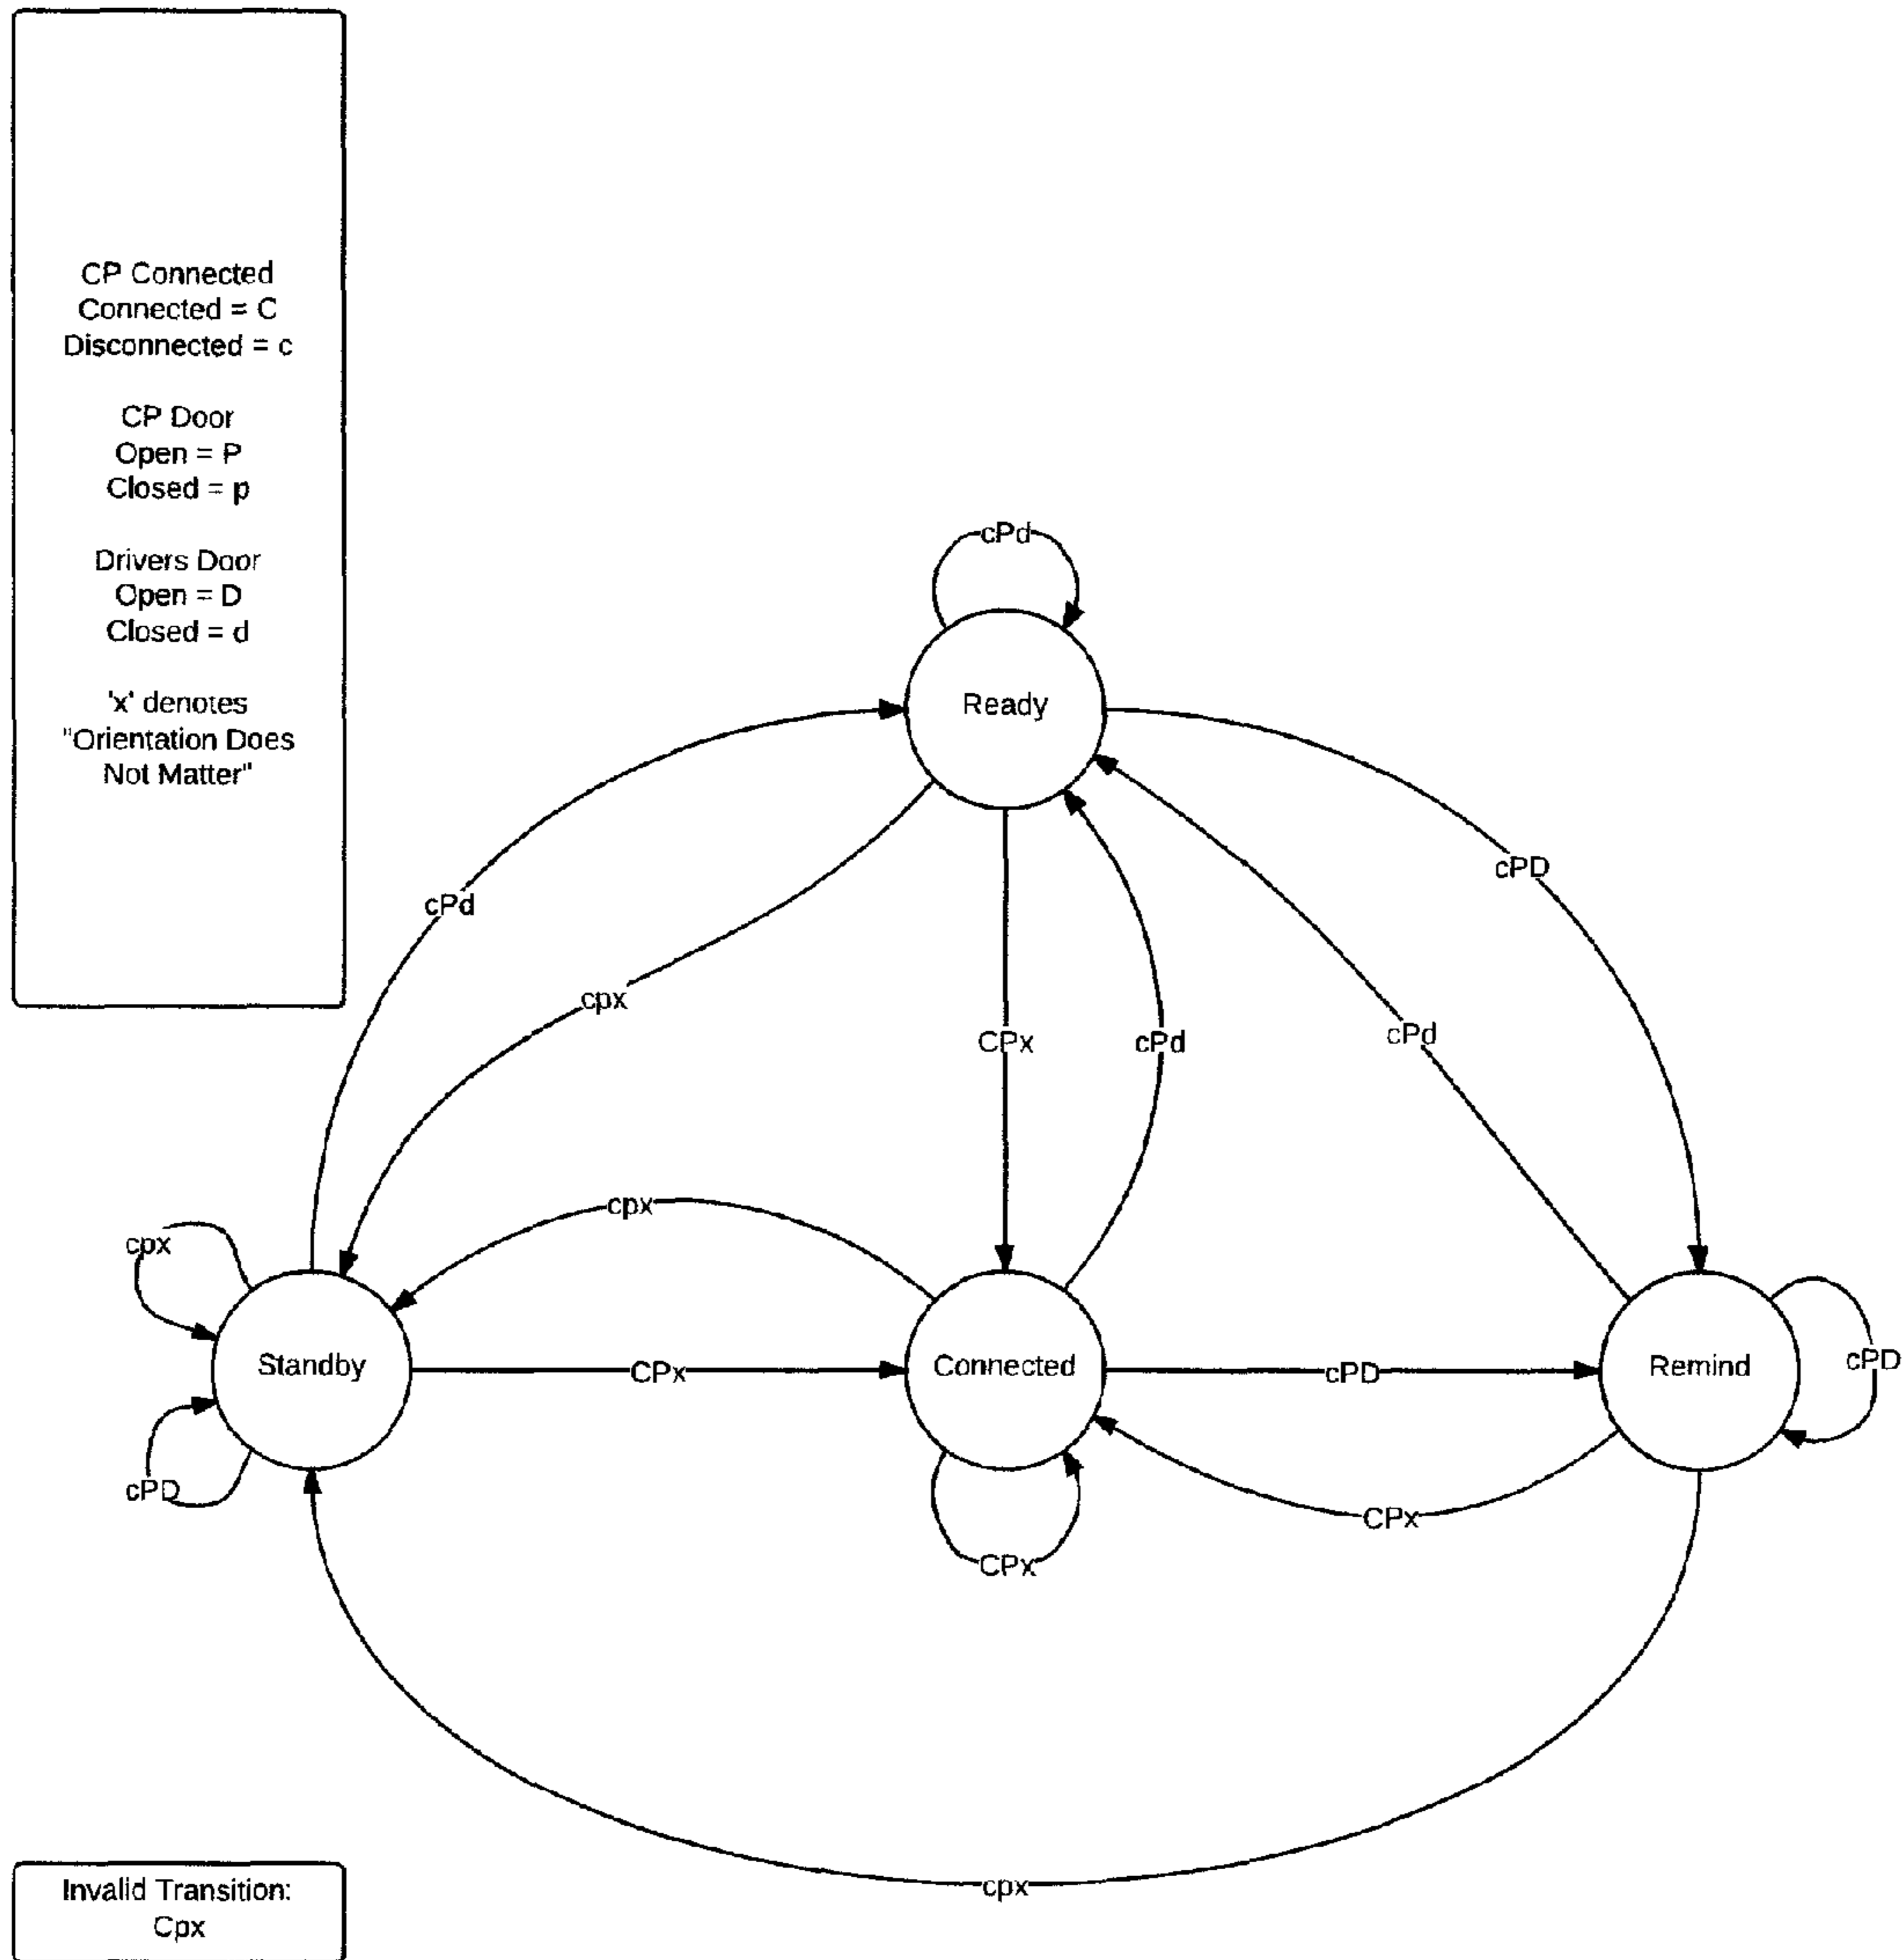 CP Connected
Connected = C
Disconnected = c
CP Door
Open = P
Closed = p
Drivers Door
Open = D
Closed = d
'x' denotes
"Orientation Does
Not Matter"
cPd
Ready
cPD
cPd
cpx
cPd
CPx
cPd
cpx
cpx
Standby
CPx
Connected
cPD
Remind
cPD
cPD
CPx
CPx
cpx
Invalid Transition:
Cpx